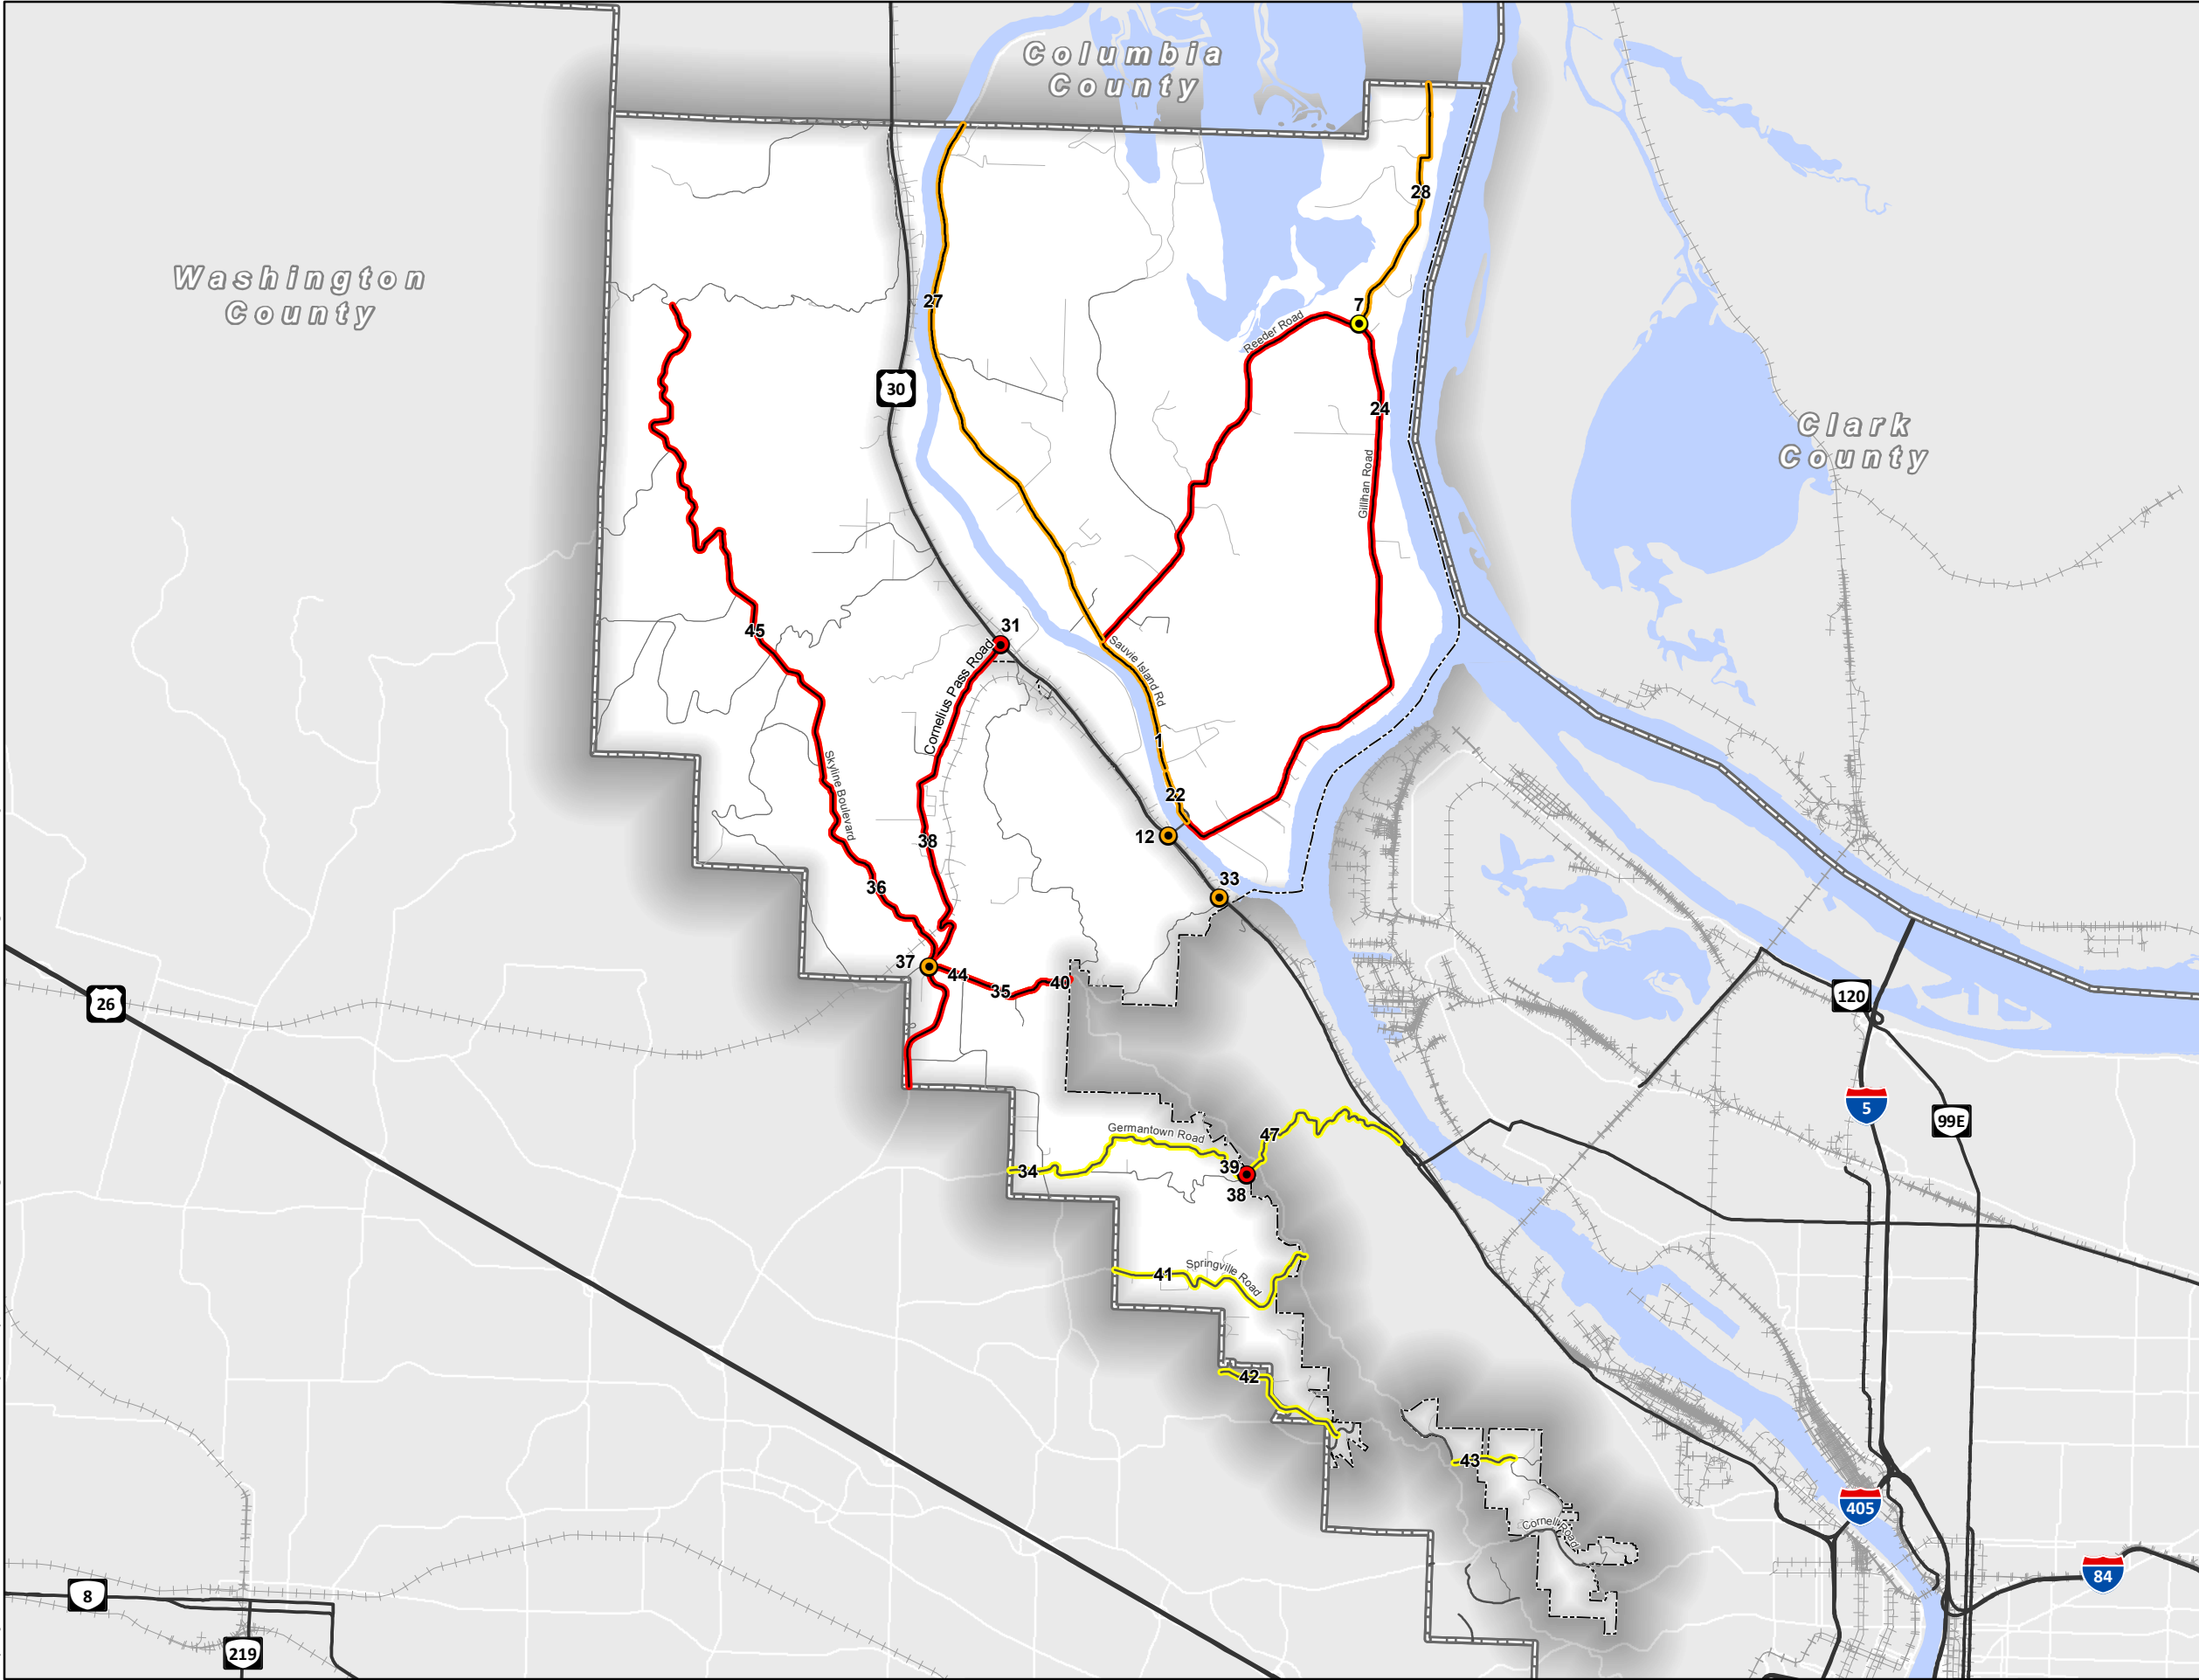 Columbia
County
28
Washington
County
27
7
Reeder Road
30
24
Clark
County
Gillihan Road
45
31
Sauvie Island Rd
Cornelius Pass Road
1
Skyline Boulevard
22
12
38
33
36
37
44
35
40
26
120
5
99E
Germantown Road
47
34
39
38
Springville Road
41
42
43
405
Cornell Road
84
8
219